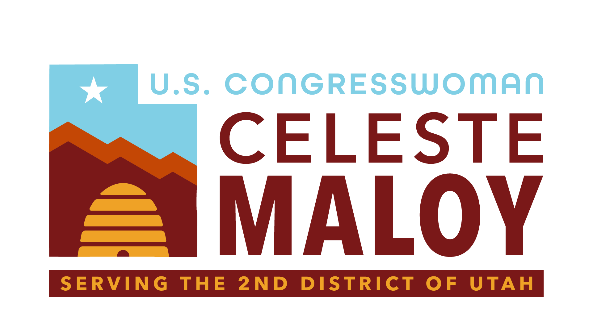 U.S. CONGRESSWOMAN
CELESTE
MALOY
SERVING THE 2ND DISTRICT OF UTAH